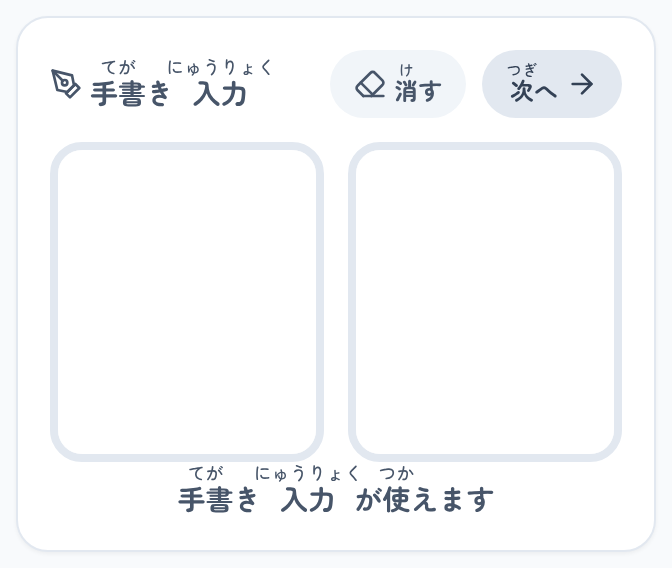 てが にゅうりょく
手書き 入力
け
消す
つぎ
次へ
てが にゅうりょく つか
手書き 入力 が使えます